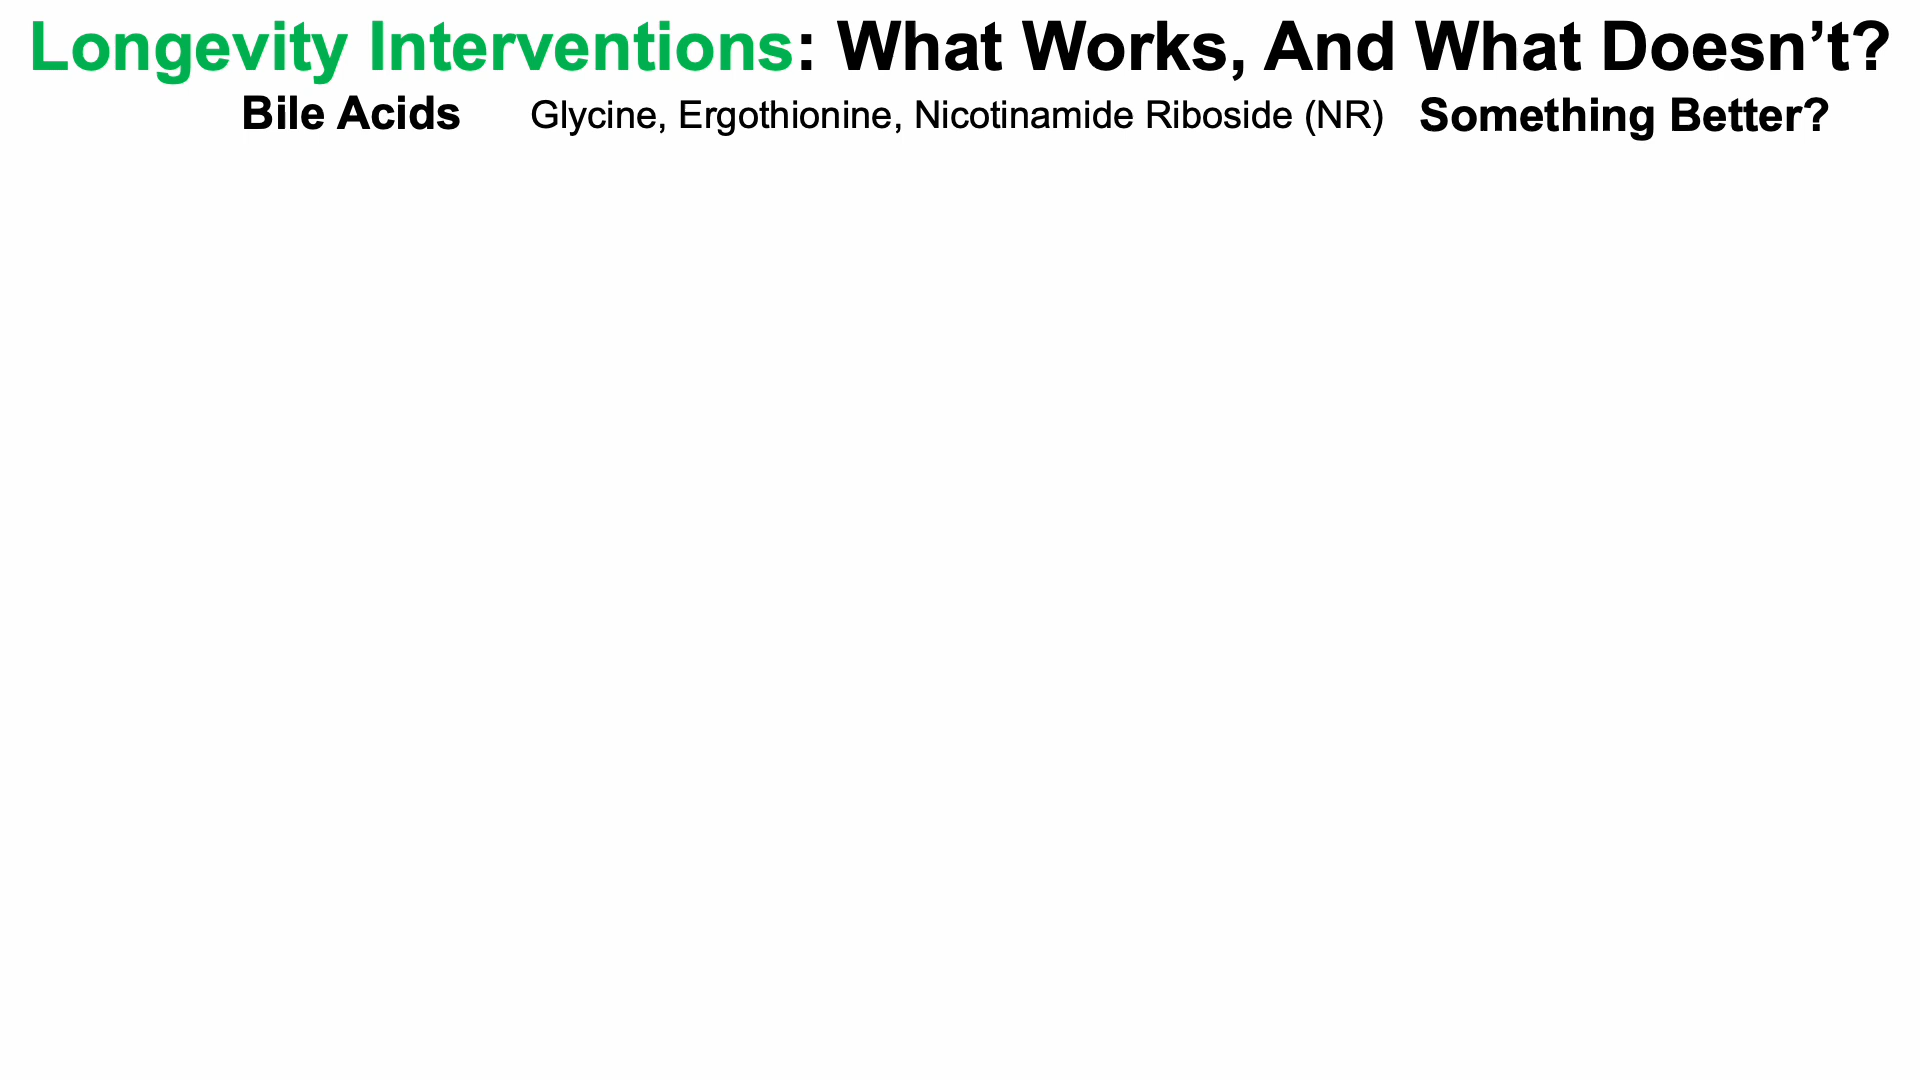 Longevity Interventions: What Works, And What Doesn’t?
Bile Acids Glycine, Ergothionine, Nicotinamide Riboside (NR) Something Better?